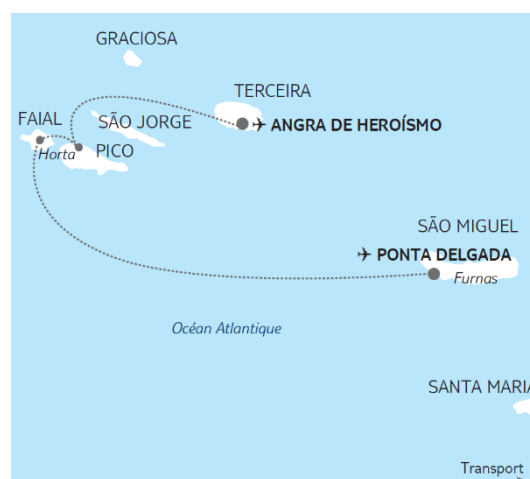 GRACIOSA
TERCEIRA
FAIAL
SÃO JORGE
✈ ANGRA DE HEROÍSMO
Horta
PICO
SÃO MIGUEL
✈ PONTA DELGADA
Furnas
Océan Atlantique
SANTA MARIA
Transport